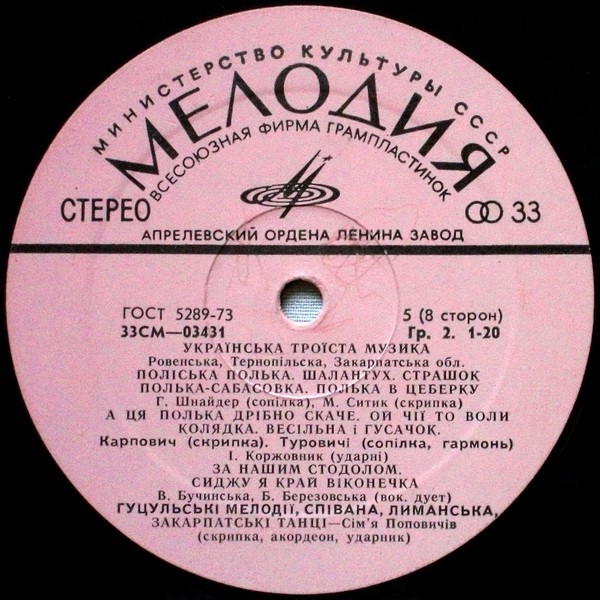 МИНИСТЕРСТВО КУЛЬТУРЫ СССР
МЕЛОДИЯ
ВСЕСОЮЗНАЯ ФИРМА ГРАМПЛАСТИНОК
СТЕРЕО
33
АПРЕЛЕВСКИЙ ОРДЕНА ЛЕНИНА ЗАВОД
ГОСТ 5289-73
5 (8 сторон)
33СМ—03431
Гр. 2. 1-20
УКРАЇНСЬКА ТРОЇСТА МУЗИКА
Ровенська, Тернопільска, Закарпатська обл.
ПОЛІСЬКА ПОЛЬКА. ШАЛАНТУХ. СТРАШОК
ПОЛЬКА-САБАСОВКА. ПОЛЬКА В ЦЕБЕРКУ
Г. Шнайдер (сопілка), М. Ситик (скрипка)
А ЦЯ ПОЛЬКА ДРІБНО СКАЧЕ. ОЙ ЧІЇ ТО ВОЛИ
КОЛЯДКА. ВЕСІЛЬНА і ГУСАЧОК.
Карпович (скрипка). Туровичі (сопілка, гармонь)
І. Коржовник (ударні)
ЗА НАШИМ СТОДОЛОМ.
СИДЖУ Я КРАЙ ВІКОНЕЧКА
В. Бучинська, Б. Березовська (вок. дует)
ГУЦУЛЬСЬКІ МЕЛОДІЇ, СПІВАНА, ЛИМАНСЬКА,
ЗАКАРПАТСЬКІ ТАНЦІ—Сім'я Поповичів
(скрипка, акордеон, ударник)